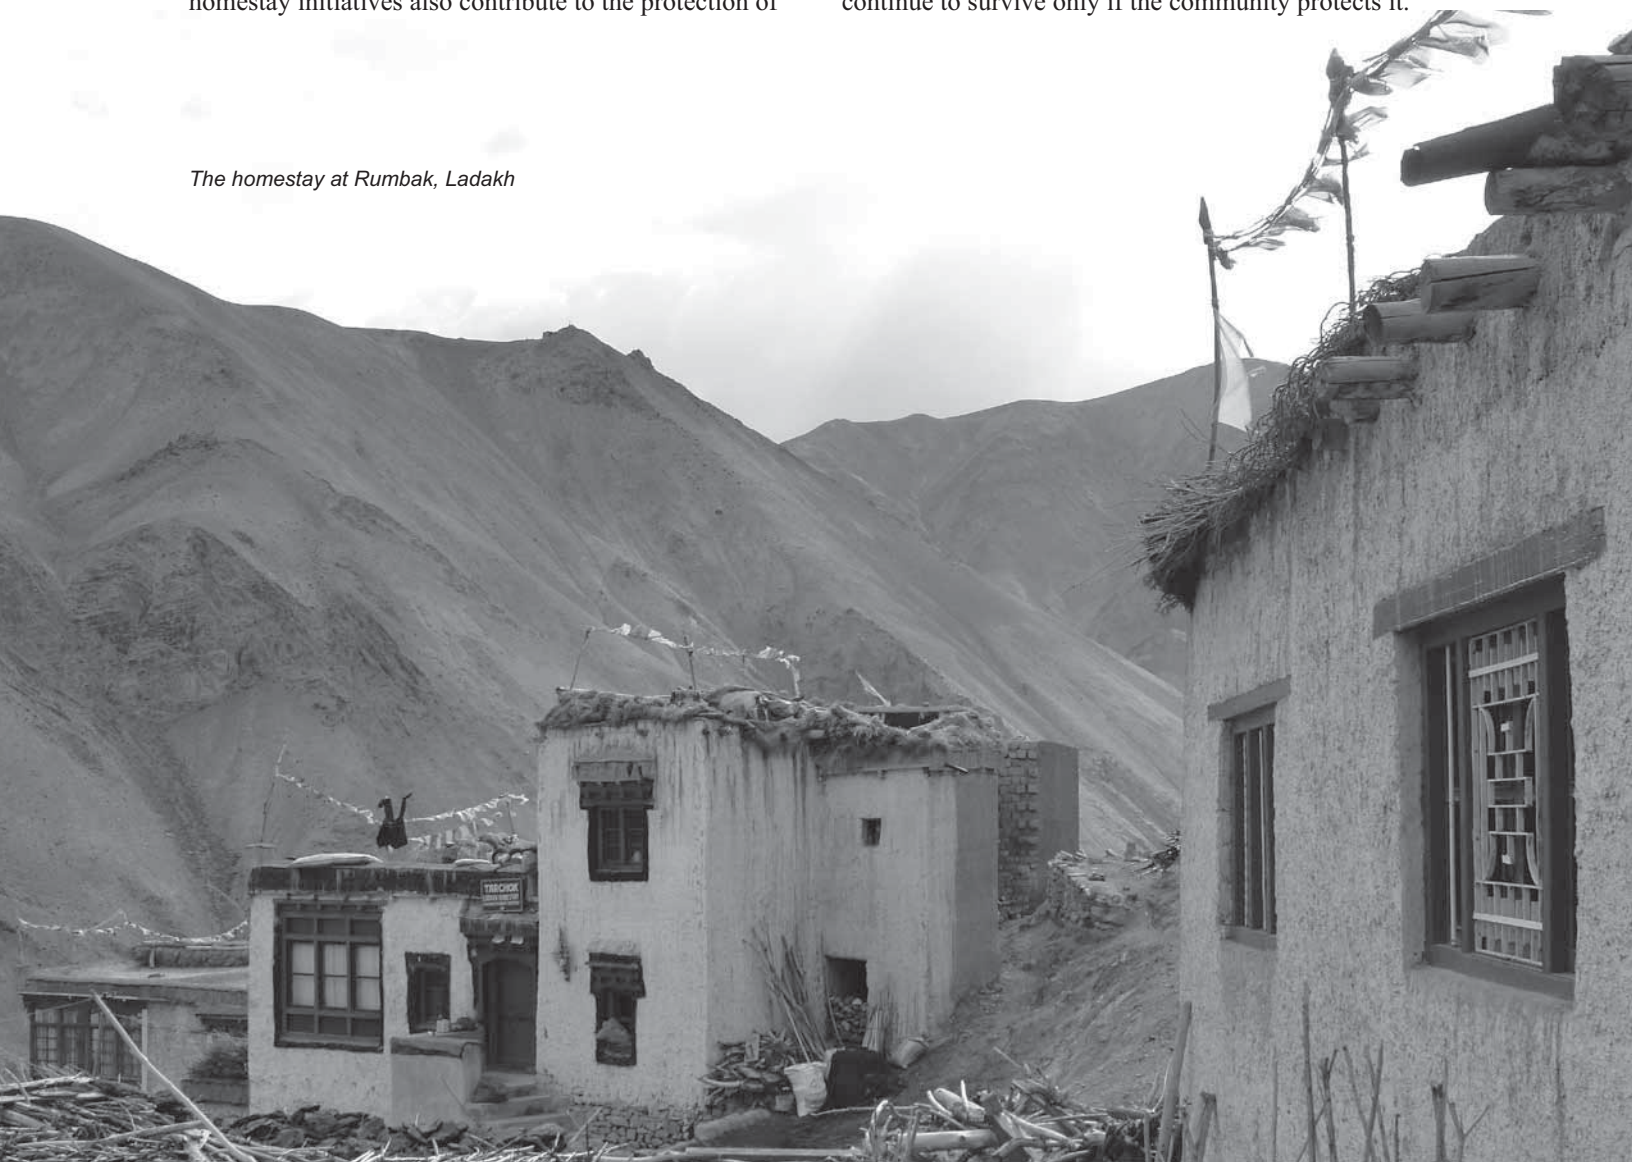 homestay initiatives also contribute to the protection of
continue to survive only if the community protects it.
The homestay at Rumbak, Ladakh
TARCHOK